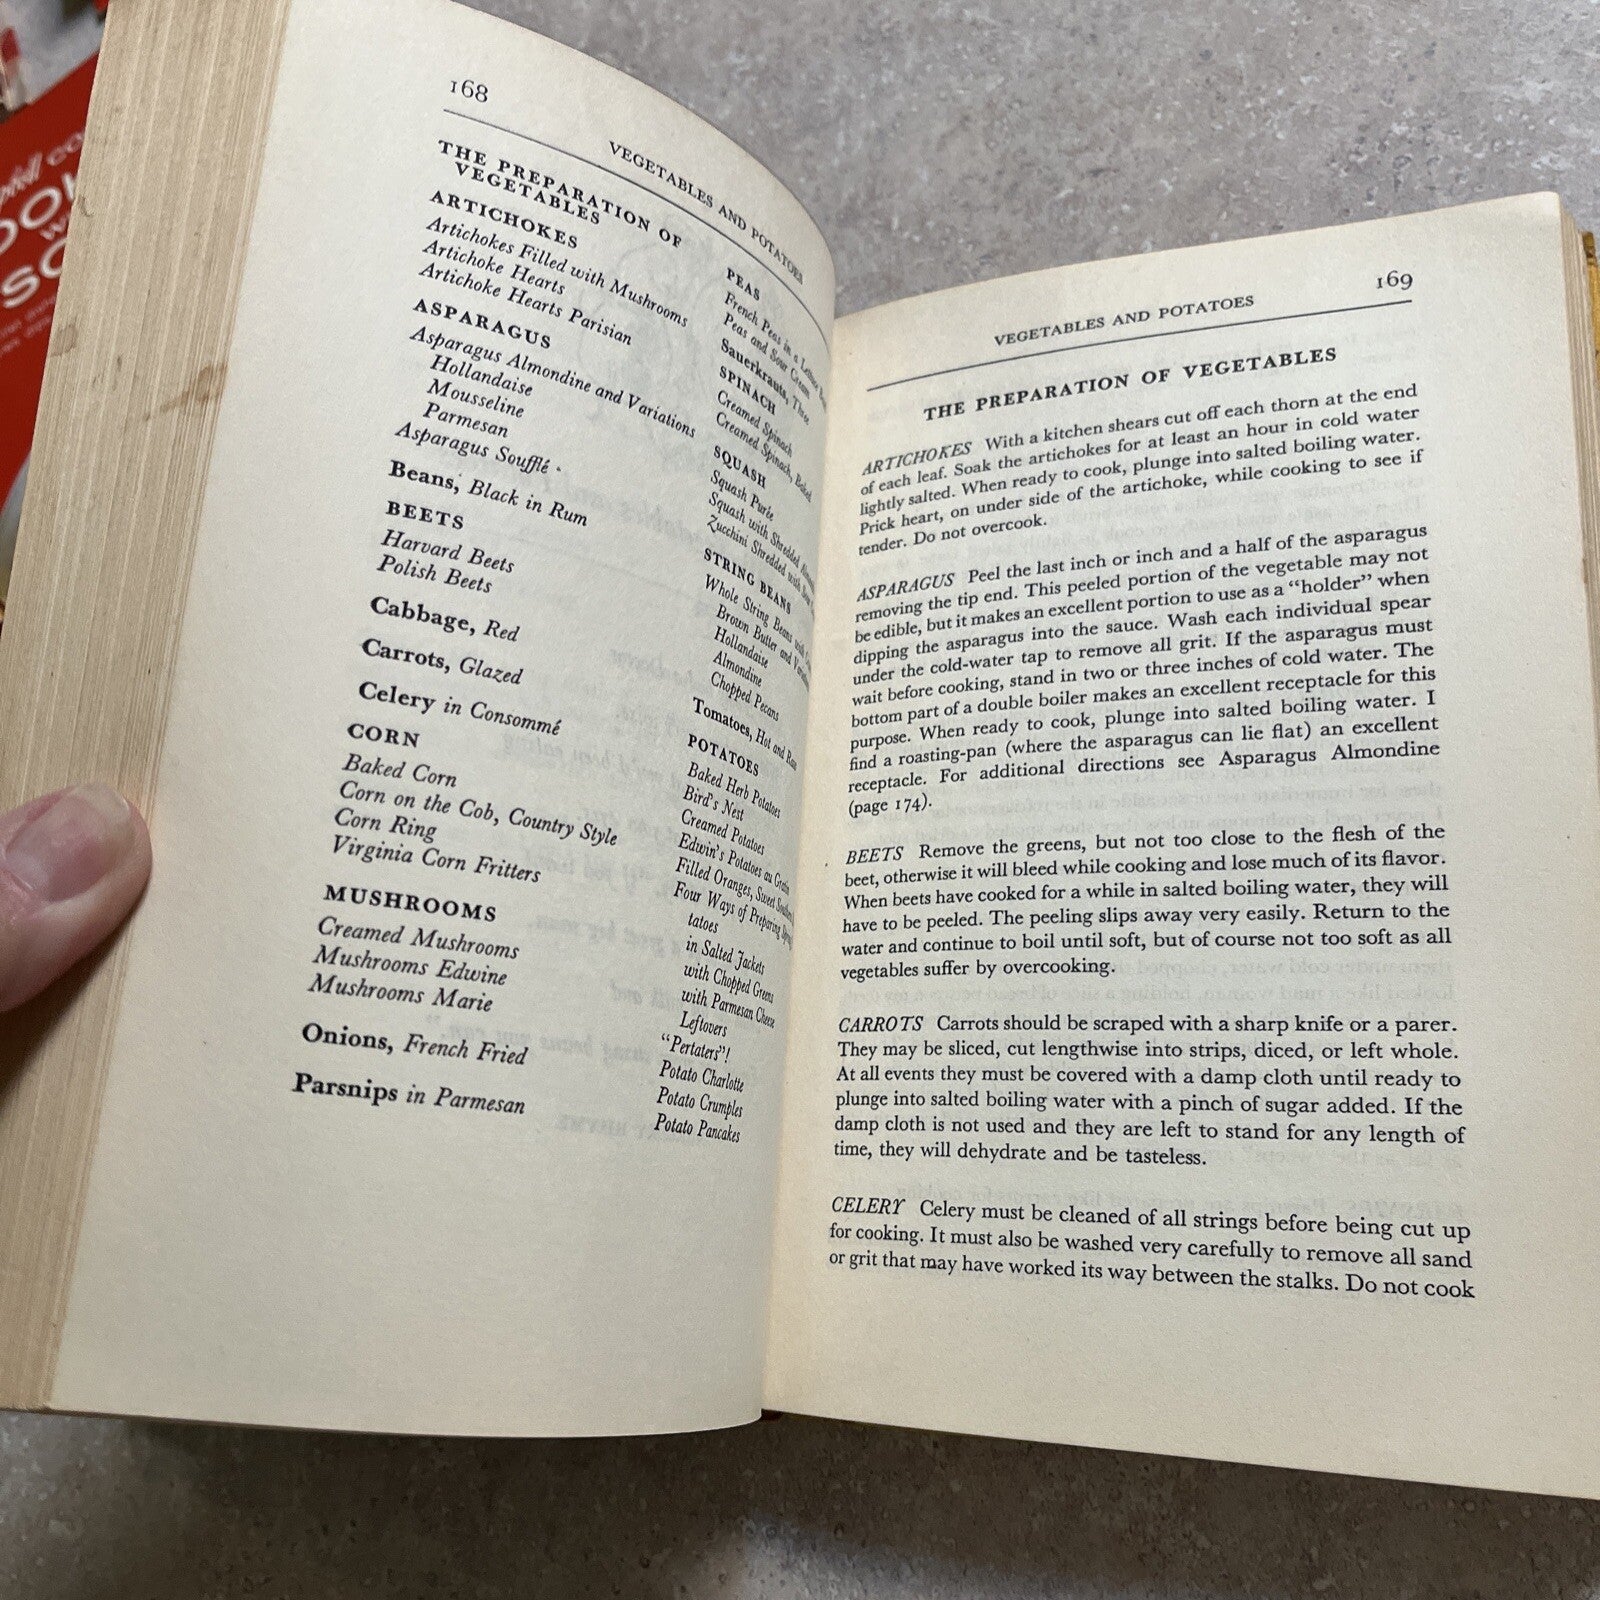 168
VEGETABLES AND POTATOES
THE PREPARATION OF
VEGETABLES
ARTICHOKES
Artichokes Filled with Mushrooms
Artichoke Hearts
Artichoke Hearts Parisian
ASPARAGUS
Asparagus Almondine and Variations
Hollandaise
Mousseline
Parmesan
Asparagus Soufflé
Beans, Black in Rum
BEETS
Harvard Beets
Polish Beets
Cabbage, Red
Carrots, Glazed
Celery in Consommé
CORN
Baked Corn
Corn on the Cob, Country Style
Corn Ring
Virginia Corn Fritters
MUSHROOMS
Creamed Mushrooms
Mushrooms Edwine
Mushrooms Marie
Onions, French Fried
Parsnips in Parmesan
PEAS
French Peas in a Lettuce
Peas and Sour Cream
Sauerkrauts, Three
SPINACH
Creamed Spinach
Creamed Spinach, Baked
SQUASH
Squash Purée
Squash with Shredded
Zucchini Shredded with Sour
STRING BEANS
Whole String Beans with
Brown Butter and
Hollandaise
Almondine
Chopped Pecans
Tomatoes, Hot and
POTATOES
Baked Herb Potatoes
Bird's Nest
Creamed Potatoes
Edwin's Potatoes au Gratin
Filled Oranges, Sweet
Four Ways of Preparing
tatoes
in Salted Jackets
with Chopped Greens
with Parmesan Cheese
Leftovers
"Pertaters"!
Potato Charlotte
Potato Crumples
Potato Pancakes
169
VEGETABLES AND POTATOES
THE PREPARATION OF VEGETABLES
ARTICHOKES With a kitchen shears cut off each thorn at the end
of each leaf. Soak the artichokes for at least an hour in cold water
lightly salted. When ready to cook, plunge into salted boiling water.
Prick heart, on under side of the artichoke, while cooking to see if
tender. Do not overcook.
ASPARAGUS Peel the last inch or inch and a half of the asparagus
removing the tip end. This peeled portion of the vegetable may not
be edible, but it makes an excellent portion to use as a "holder" when
dipping the asparagus into the sauce. Wash each individual spear
under the cold-water tap to remove all grit. If the asparagus must
wait before cooking, stand in two or three inches of cold water. The
bottom part of a double boiler makes an excellent receptacle for this
purpose. When ready to cook, plunge into salted boiling water. I
find a roasting-pan (where the asparagus can lie flat) an excellent
receptacle. For additional directions see Asparagus Almondine
(page 174).
BEETS Remove the greens, but not too close to the flesh of the
beet, otherwise it will bleed while cooking and lose much of its flavor.
When beets have cooked for a while in salted boiling water, they will
have to be peeled. The peeling slips away very easily. Return to the
water and continue to boil until soft, but of course not too soft as all
vegetables suffer by overcooking.
CARROTS Carrots should be scraped with a sharp knife or a parer.
They may be sliced, cut lengthwise into strips, diced, or left whole.
At all events they must be covered with a damp cloth until ready to
plunge into salted boiling water with a pinch of sugar added. If the
damp cloth is not used and they are left to stand for any length of
time, they will dehydrate and be tasteless.
CELERY Celery must be cleaned of all strings before being cut up
for cooking. It must also be washed very carefully to remove all sand
or grit that may have worked its way between the stalks. Do not cook